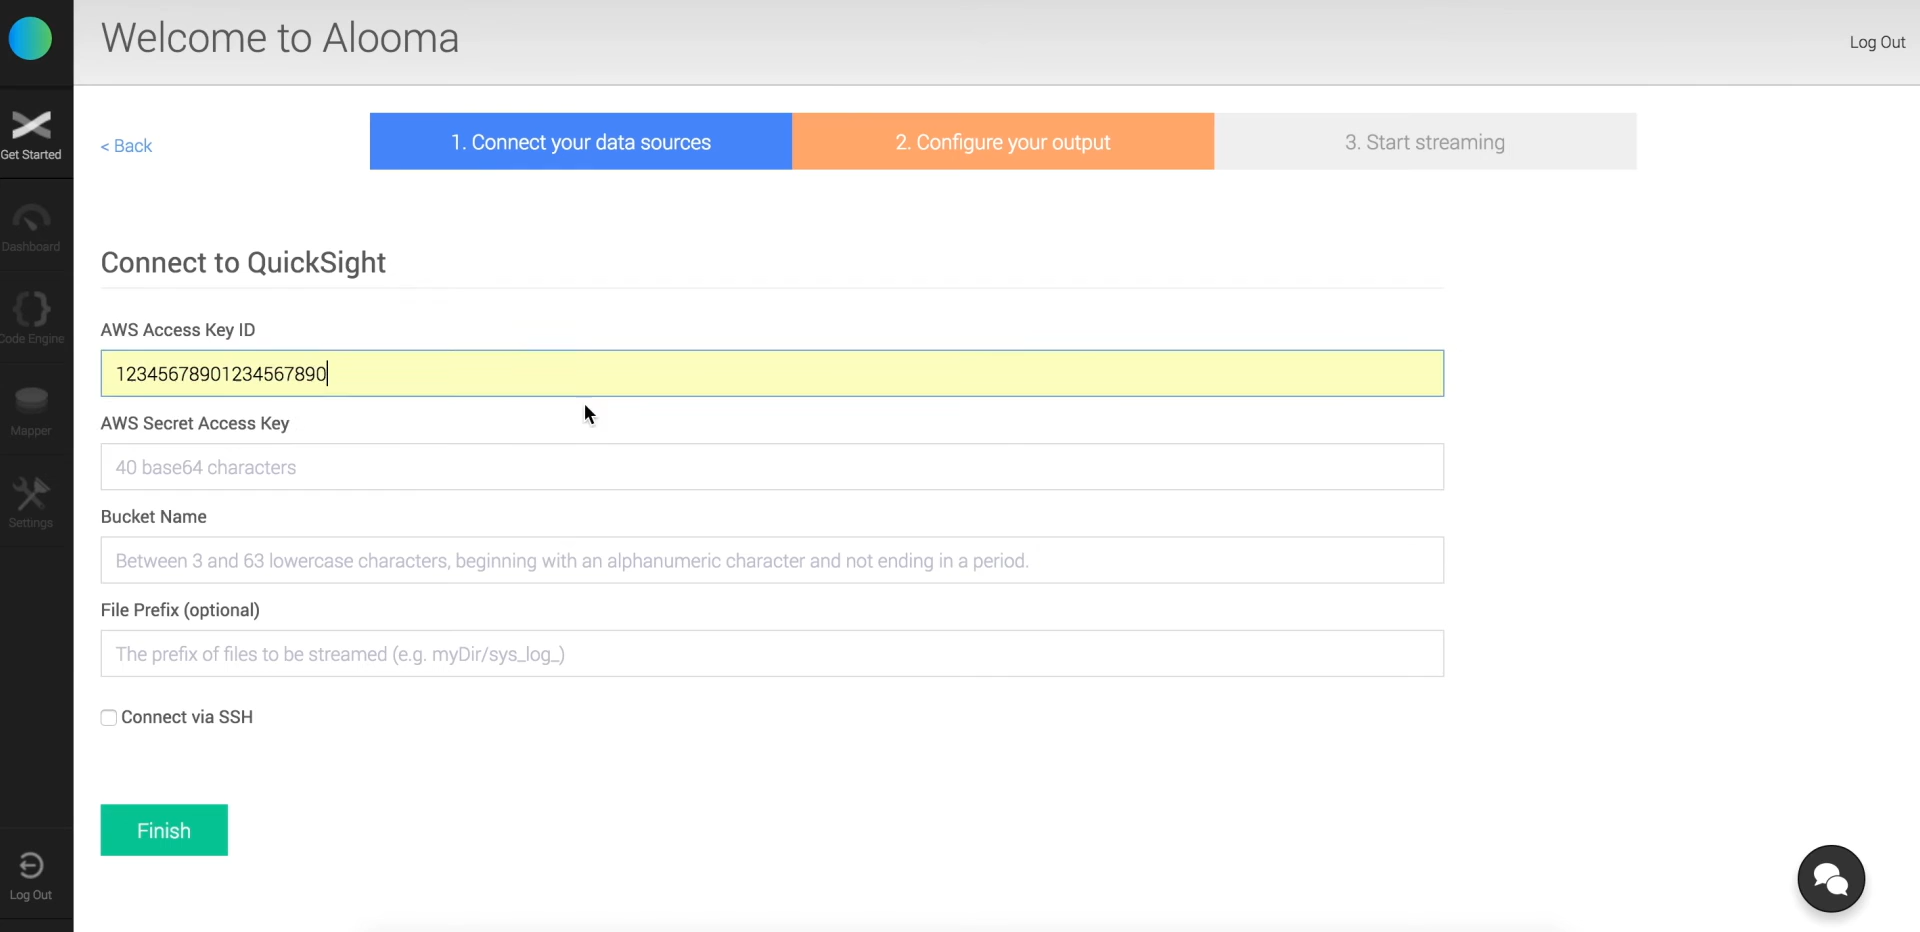 Welcome to Alooma
Log Out
Get Started
< Back
1. Connect your data sources
2. Configure your output
3. Start streaming
Dashboard
Connect to QuickSight
Code Engine
AWS Access Key ID
12345678901234567890
Mapper
AWS Secret Access Key
40 base64 characters
Settings
Bucket Name
Between 3 and 63 lowercase characters, beginning with an alphanumeric character and not ending in a period.
File Prefix (optional)
The prefix of files to be streamed (e.g. myDir/sys_log_)
Connect via SSH
Finish
Log Out